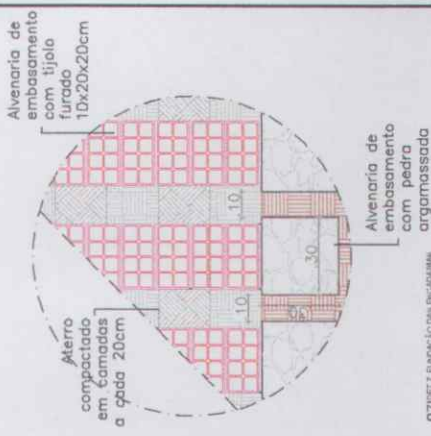 Alvenaria de
embasamento
com tijolo
furado
10x20x20cm
Aterro
compactado
em camadas
a cada 20cm
10
10
30
Alvenaria de
embasamento
com pedra
argamassada